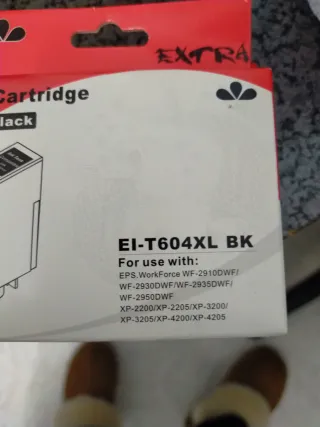 EXTRA
Cartridge
lack
EI-T604XL BK
For use with:
EPS.WorkForce WF-2910DWF/
WF-2930DWF/WF-2935DWF/
WF-2950DWF
XP-2200/XP-2205/XP-3200/
XP-3205/XP-4200/XP-4205